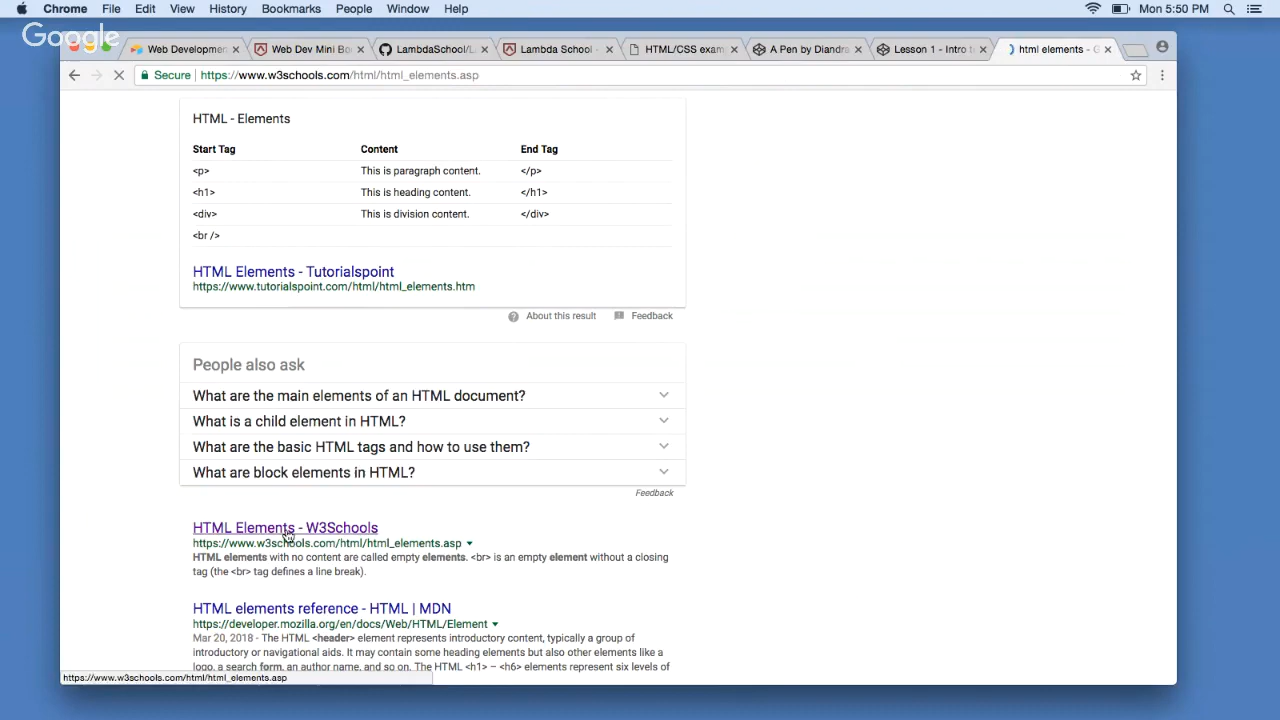 Chrome File Edit View History Bookmarks People Window Help Mon 5:50 PM
Google
Web Developmen Web Dev Mini Bo LambdaSchool/L Lambda School - HTML/CSS exam A Pen by Diandra Lesson 1 - Intro t html elements - G
Secure https://www.w3schools.com/html/html_elements.asp
HTML - Elements
Start Tag Content End Tag
<p> This is paragraph content. </p>
<h1> This is heading content. </h1>
<div> This is division content. </div>
<br />
HTML Elements - Tutorialspoint
https://www.tutorialspoint.com/html/html_elements.htm
About this result Feedback
People also ask
What are the main elements of an HTML document?
What is a child element in HTML?
What are the basic HTML tags and how to use them?
What are block elements in HTML?
Feedback
HTML Elements - W3Schools
https://www.w3schools.com/html/html_elements.asp
HTML elements with no content are called empty elements. <br> is an empty element without a closing
tag (the <br> tag defines a line break).
HTML elements reference - HTML | MDN
https://developer.mozilla.org/en/docs/Web/HTML/Element
Mar 20, 2018 - The HTML <header> element represents introductory content, typically a group of
introductory or navigational aids. It may contain some heading elements but also other elements like a
logo, a search form, an author name, and so on. The HTML <h1> – <h6> elements represent six levels of
https://www.w3schools.com/html/html_elements.asp